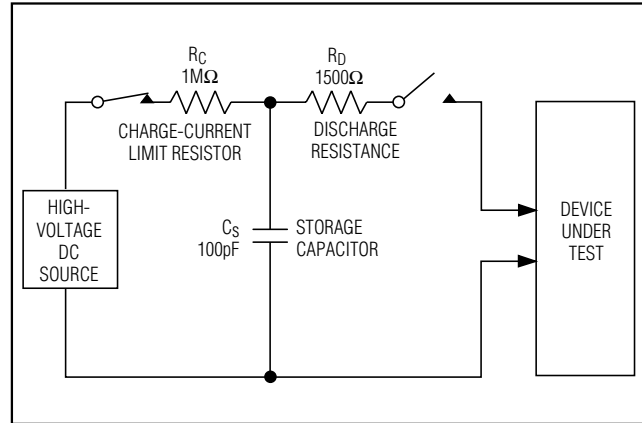 R_C
1MΩ
CHARGE-CURRENT
LIMIT RESISTOR
R_D
1500Ω
DISCHARGE
RESISTANCE
HIGH-
VOLTAGE
DC
SOURCE
C_S
100pF
STORAGE
CAPACITOR
DEVICE
UNDER
TEST